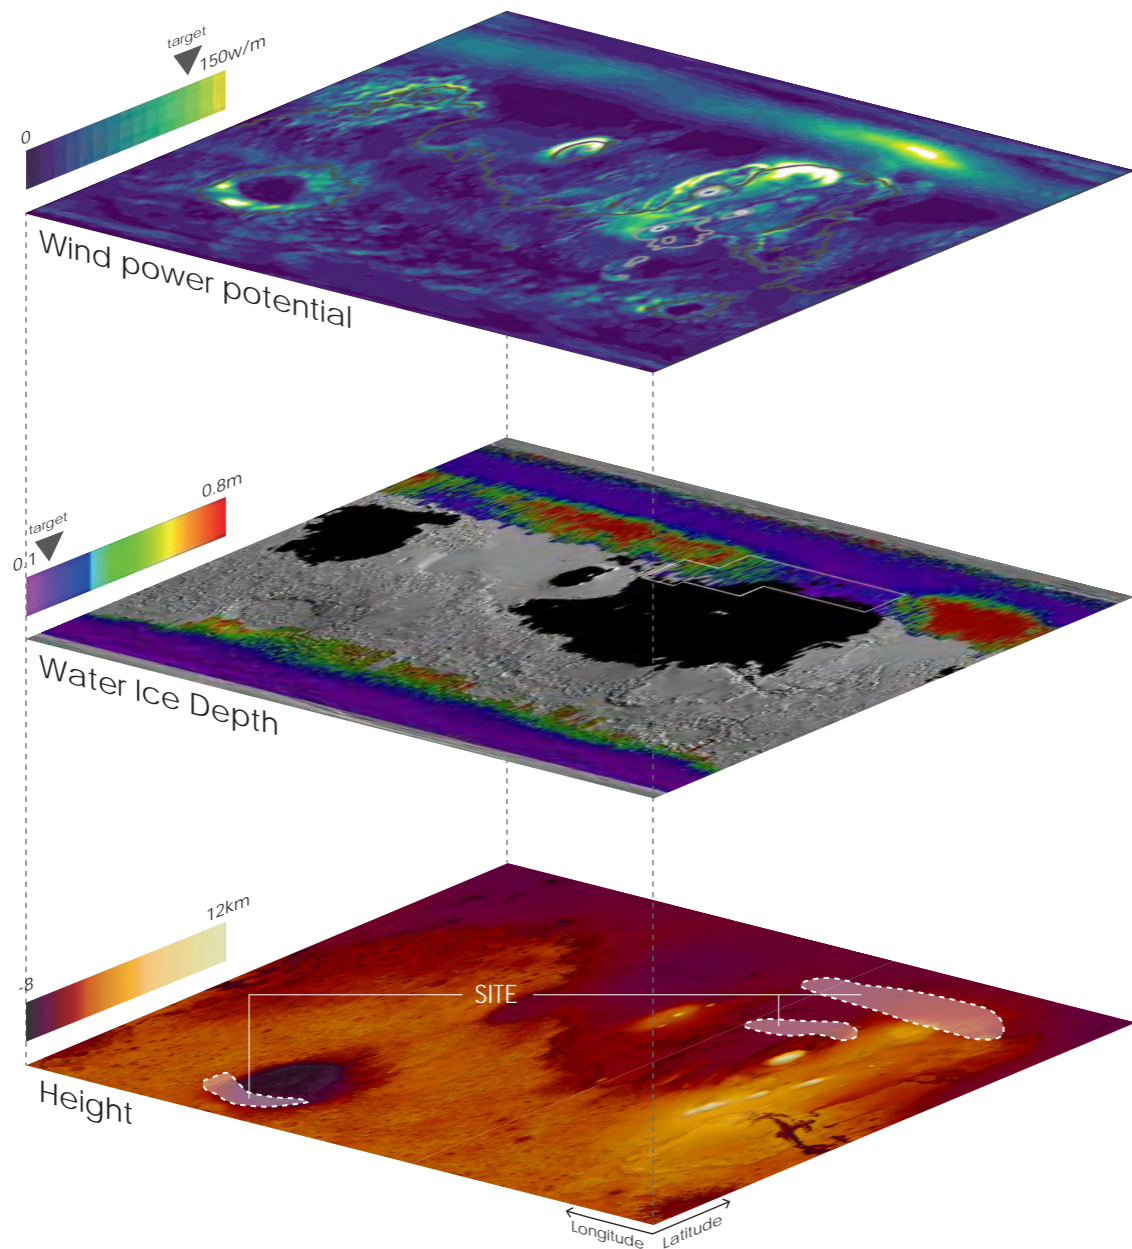 target
150w/m
0
Wind power potential
0.8m
target
0.1
Water Ice Depth
12km
-8
SITE
Height
Longitude
Latitude